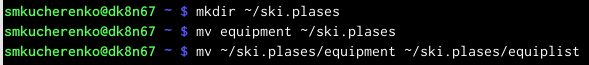 smkucherenko@dk8n67 ~ $ mkdir ~/ski.plases
smkucherenko@dk8n67 ~ $ mv equipment ~/ski.plases
smkucherenko@dk8n67 ~ $ mv ~/ski.plases/equipment ~/ski.plases/equiplist